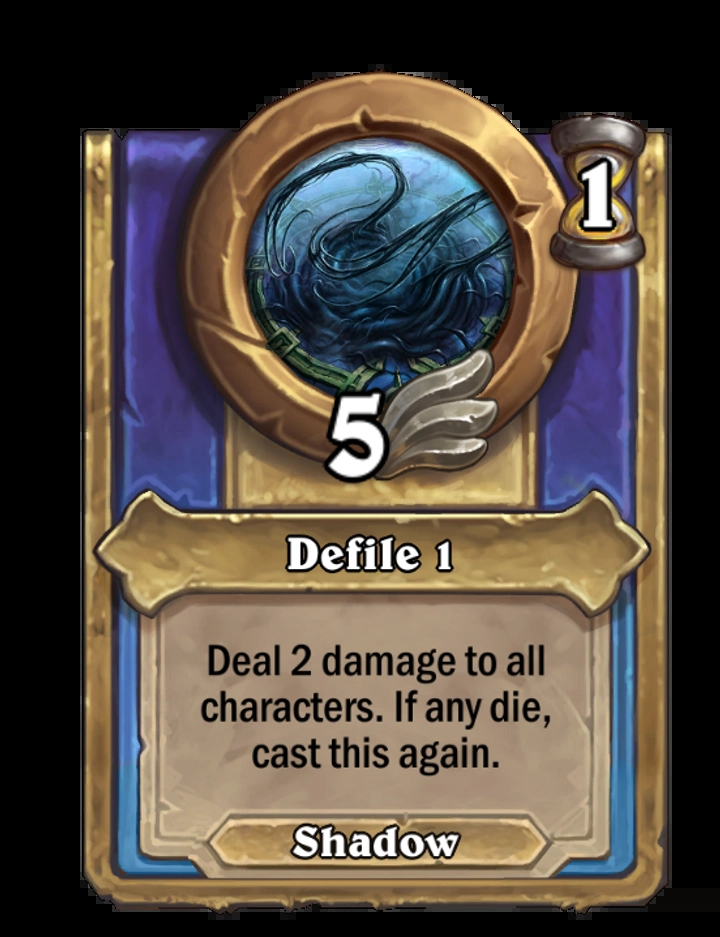 1
5
Defile 1
Deal 2 damage to all
characters. If any die,
cast this again.
Shadow